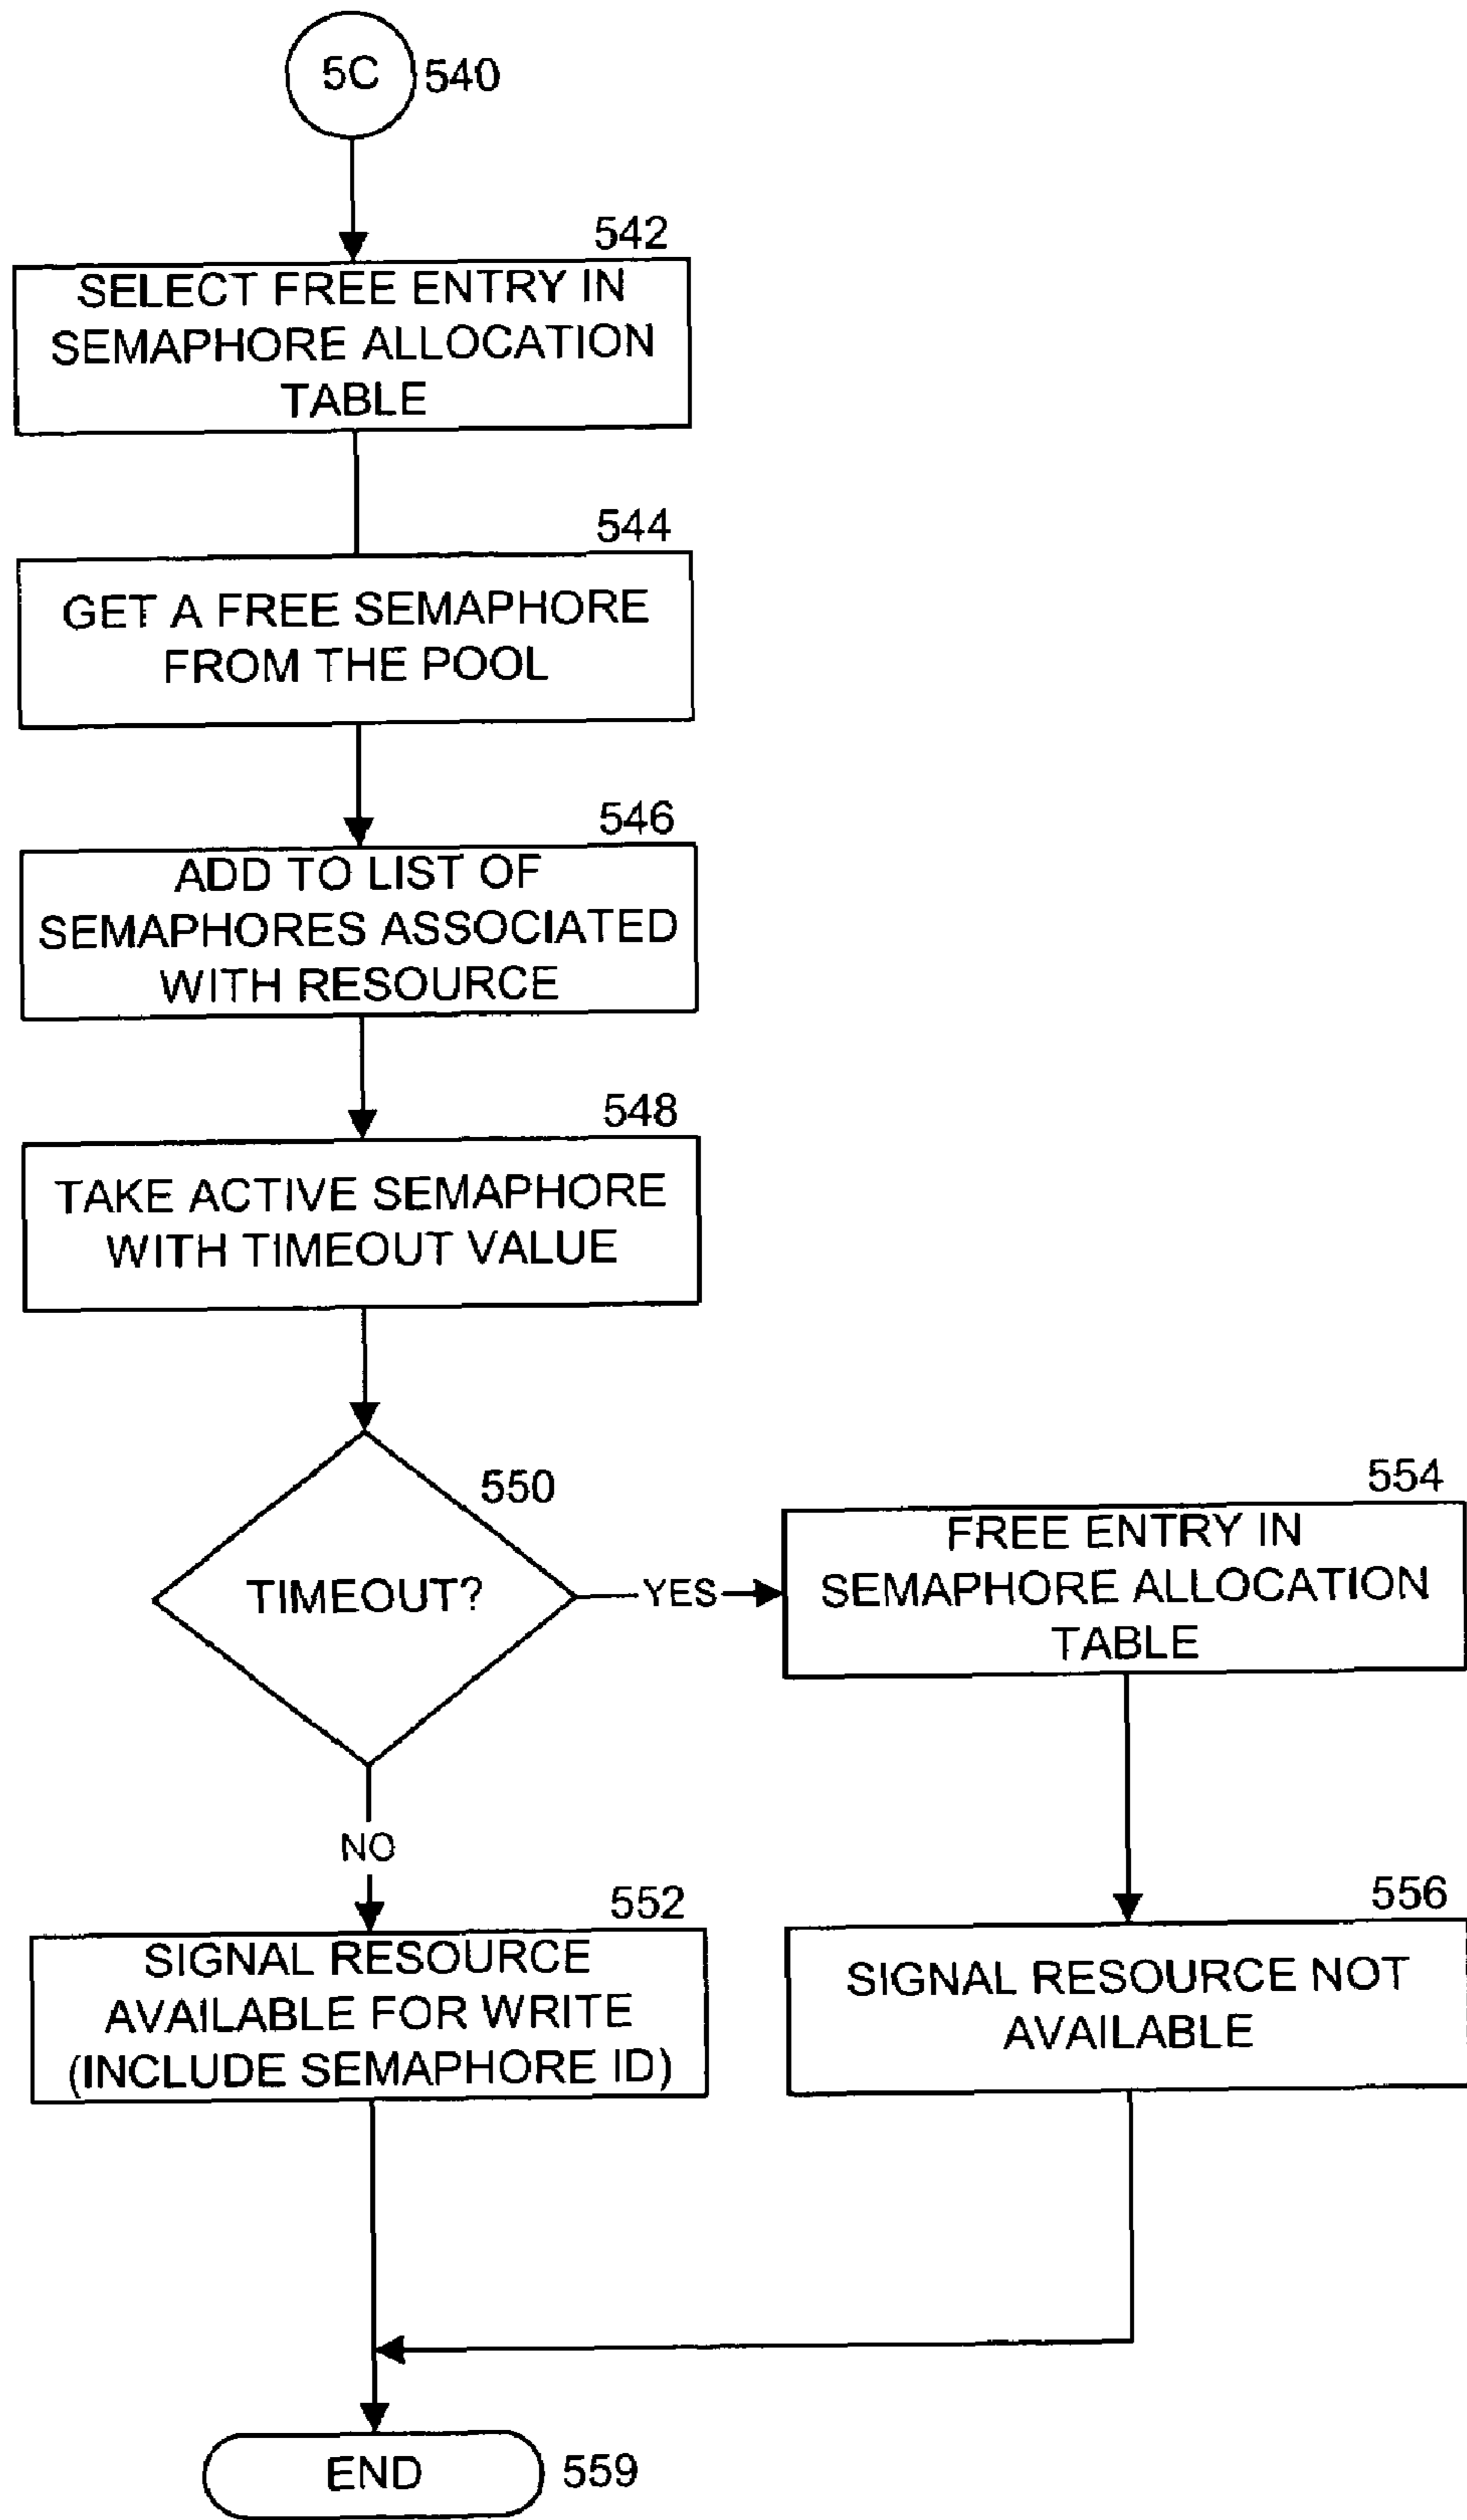 5C
540
542
SELECT FREE ENTRY IN
SEMAPHORE ALLOCATION
TABLE
544
GET A FREE SEMAPHORE
FROM THE POOL
546
ADD TO LIST OF
SEMAPHORES ASSOCIATED
WITH RESOURCE
548
TAKE ACTIVE SEMAPHORE
WITH TIMEOUT VALUE
550
TIMEOUT?
YES
554
FREE ENTRY IN
SEMAPHORE ALLOCATION
TABLE
NO
552
SIGNAL RESOURCE
AVAILABLE FOR WRITE
(INCLUDE SEMAPHORE ID)
556
SIGNAL RESOURCE NOT
AVAILABLE
END
559